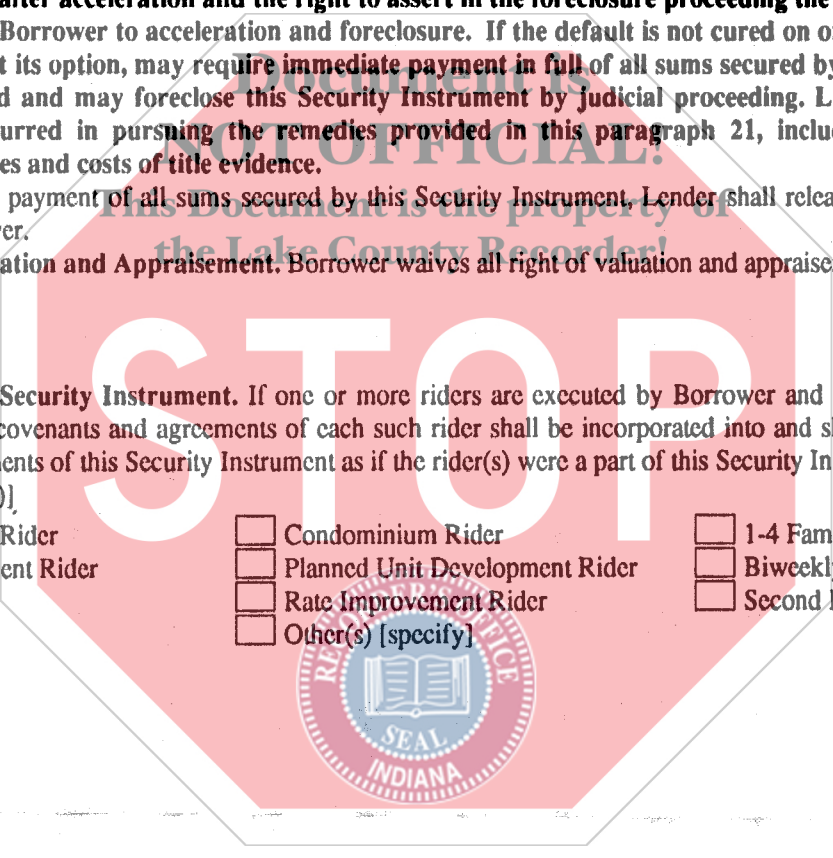 after acceleration and the right to assert in the foreclosure proceeding the
Borrower to acceleration and foreclosure. If the default is not cured on o
t its option, may require immediate payment in full of all sums secured by
d and may foreclose this Security Instrument by judicial proceeding. L
urred in pursuing the remedies provided in this paragraph 21, inclu
es and costs of title evidence.
payment of all sums secured by this Security Instrument, Lender shall relea
er.
ation and Appraisement. Borrower waives all right of valuation and appraise
Document is
NOT OFFICIAL!
This Document is the property of
the Lake County Recorder!
STOP
Security Instrument. If one or more riders are executed by Borrower and
covenants and agreements of each such rider shall be incorporated into and s
ents of this Security Instrument as if the rider(s) were a part of this Security In
)]
Rider
Condominium Rider
1-4 Fam
ent Rider
Planned Unit Development Rider
Biweekl
Rate Improvement Rider
Second
Other(s) [specify]
RECORDER'S OFFICE
SEAL
INDIANA